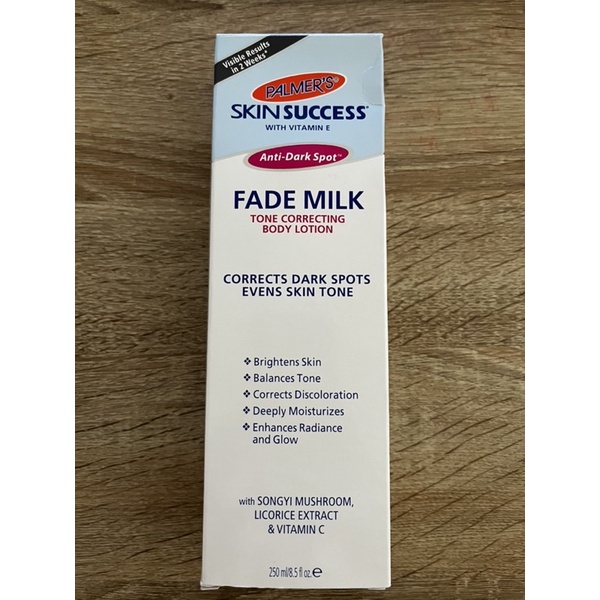 Visible Results
in 2 Weeks*
PALMER'S®
SKIN SUCCESS®
WITH VITAMIN E
Anti-Dark Spot™
FADE MILK
TONE CORRECTING
BODY LOTION
CORRECTS DARK SPOTS
EVENS SKIN TONE
❖ Brightens Skin
❖ Balances Tone
❖ Corrects Discoloration
❖ Deeply Moisturizes
❖ Enhances Radiance
and Glow
with SONGYI MUSHROOM,
LICORICE EXTRACT
& VITAMIN C
250 ml/8.5 fl oz. ℮